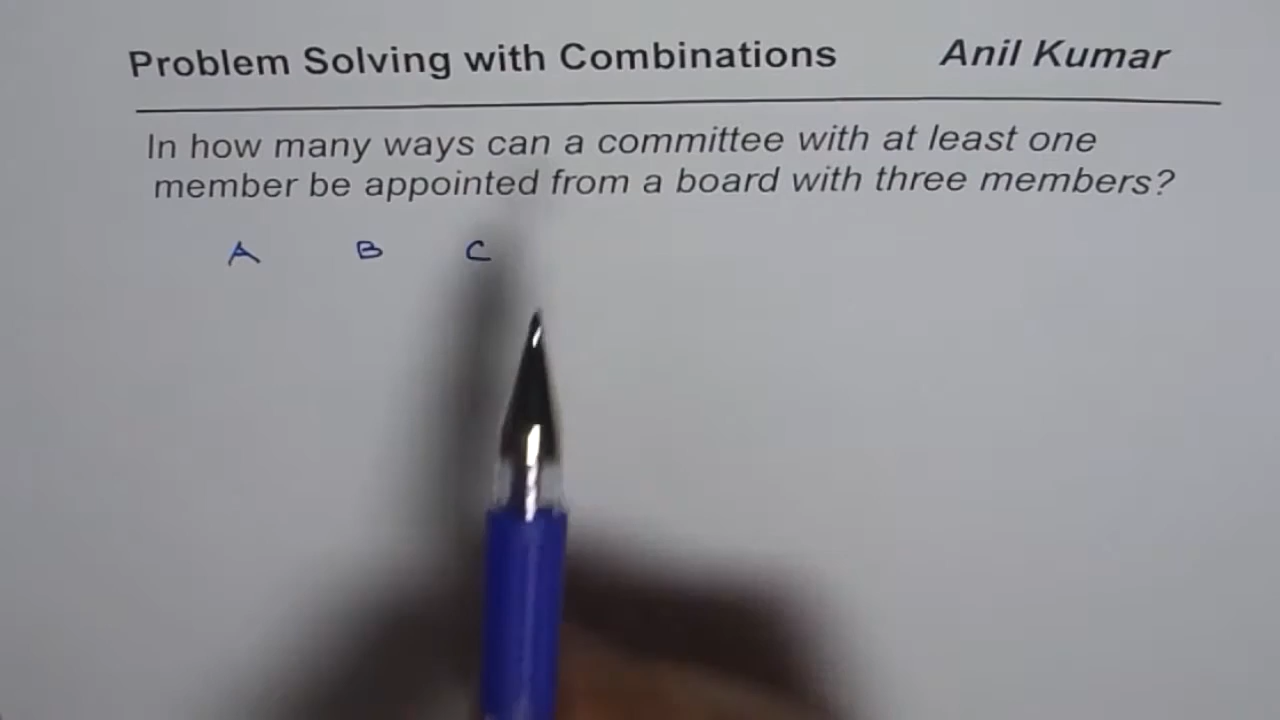 Problem Solving with Combinations Anil Kumar
In how many ways can a committee with at least one
member be appointed from a board with three members?
A B C